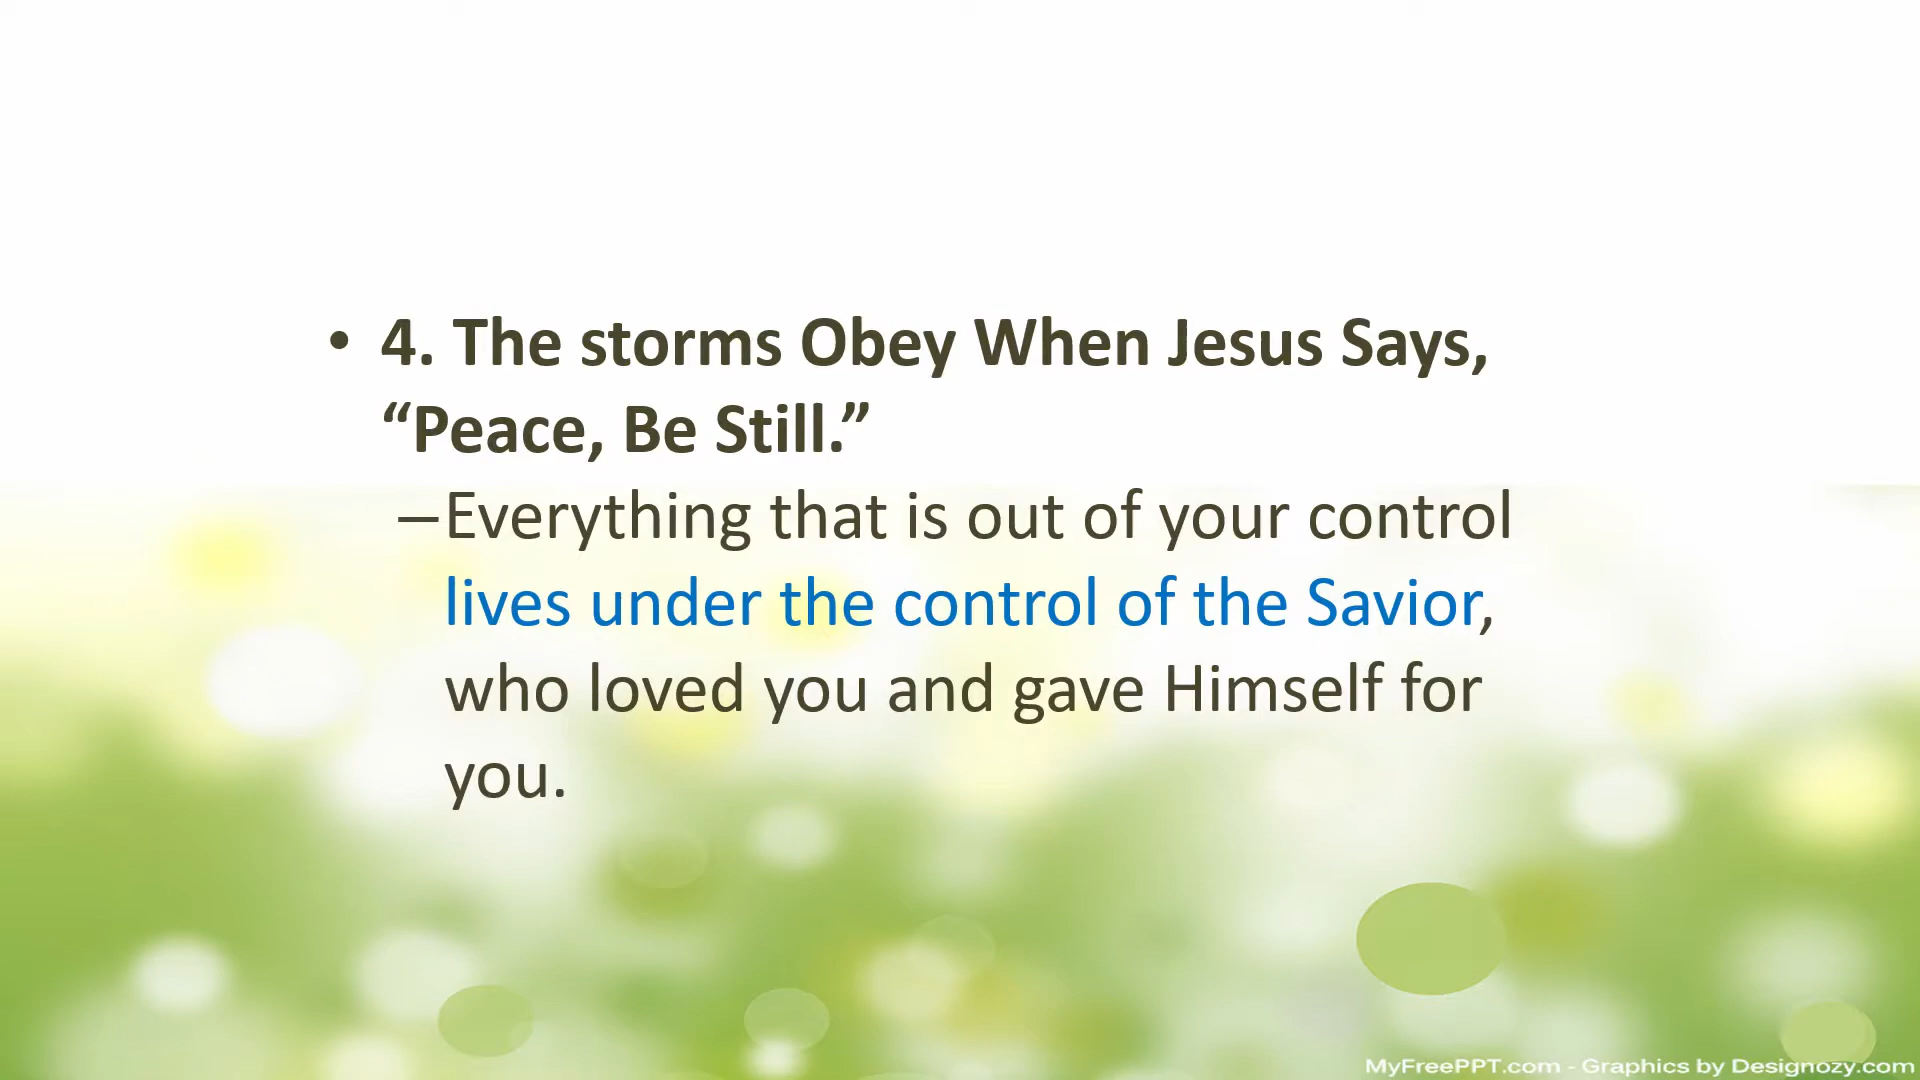 • 4. The storms Obey When Jesus Says,
“Peace, Be Still.”
–Everything that is out of your control
lives under the control of the Savior,
who loved you and gave Himself for
you.
MyFreePPT.com - Graphics by Designozy.com